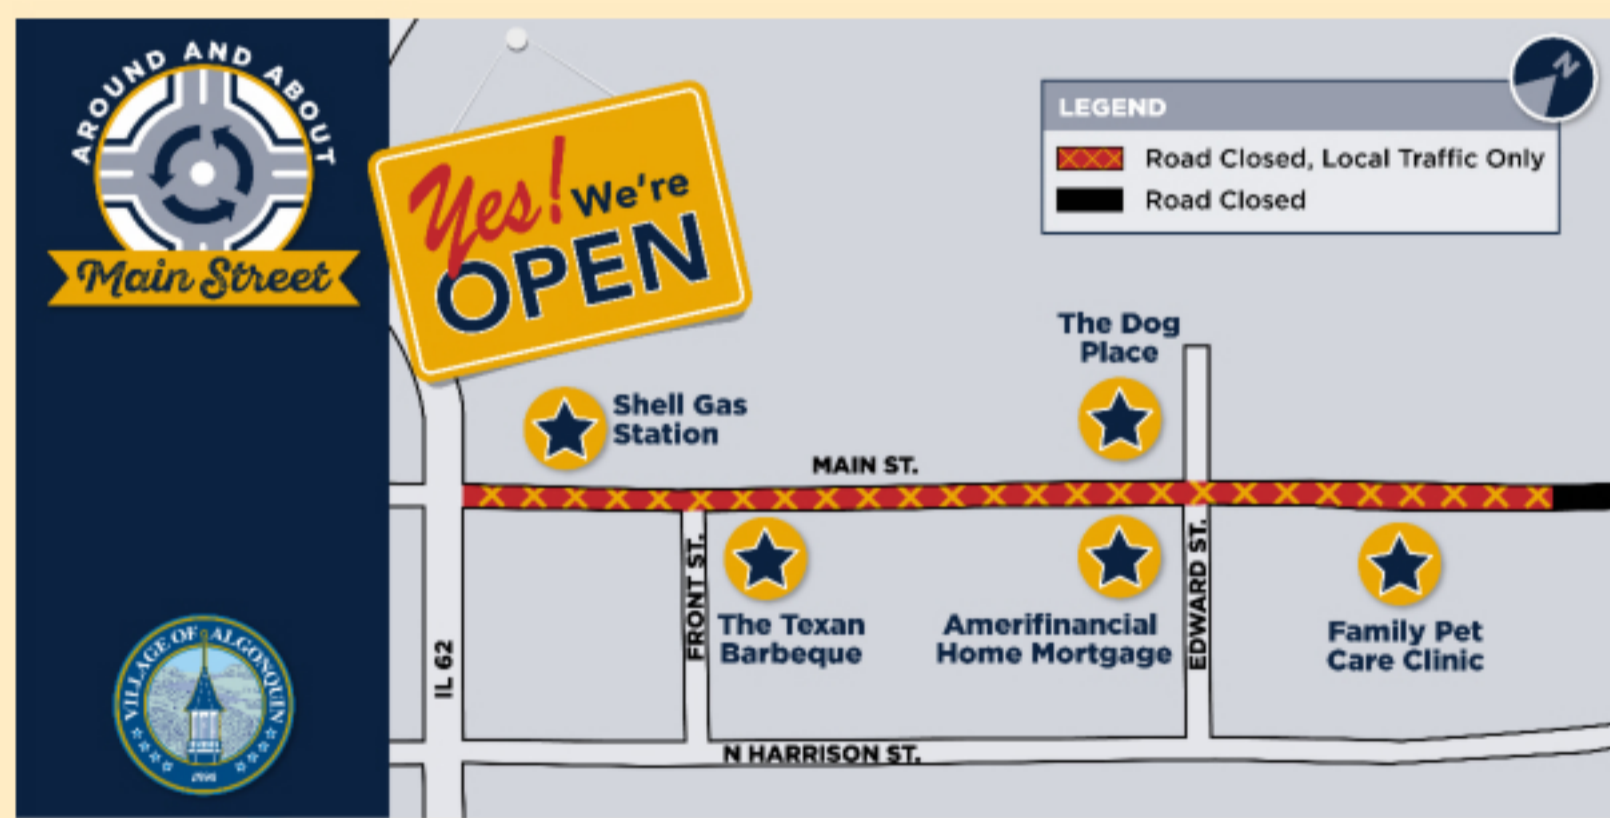 AROUND AND ABOUT
Main Street
Yes! We're
OPEN
N
LEGEND
Road Closed, Local Traffic Only
Road Closed
The Dog
Place
Shell Gas
Station
MAIN ST.
FRONT ST.
The Texan
Barbeque
Amerifinancial
Home Mortgage
EDWARD ST.
Family Pet
Care Clinic
IL 62
N HARRISON ST.
VILLAGE OF ALGONQUIN